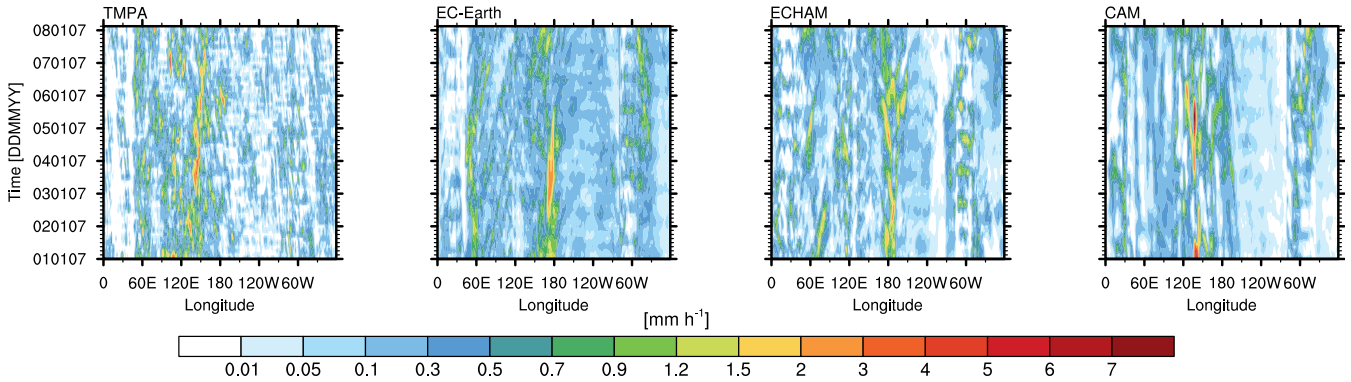 TMPA EC-Earth ECHAM CAM
Time [DDMMYY]
080107
070107
060107
050107
040107
030107
020107
010107
0 60E 120E 180 120W 60W 0 60E 120E 180 120W 60W 0 60E 120E 180 120W 60W 0 60E 120E 180 120W 60W
Longitude Longitude Longitude Longitude
[mm h⁻¹]
0.01 0.05 0.1 0.3 0.5 0.7 0.9 1.2 1.5 2 3 4 5 6 7